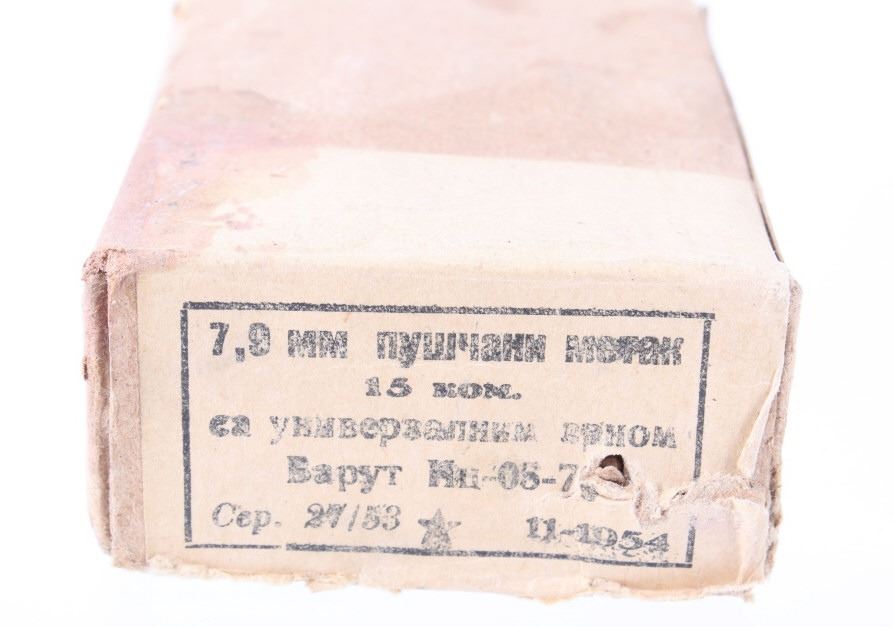 7,9 мм пушчани метак
15 ком.
са универзалним зрном
Барут Нц-05-7
Сер. 27/53 11-1954